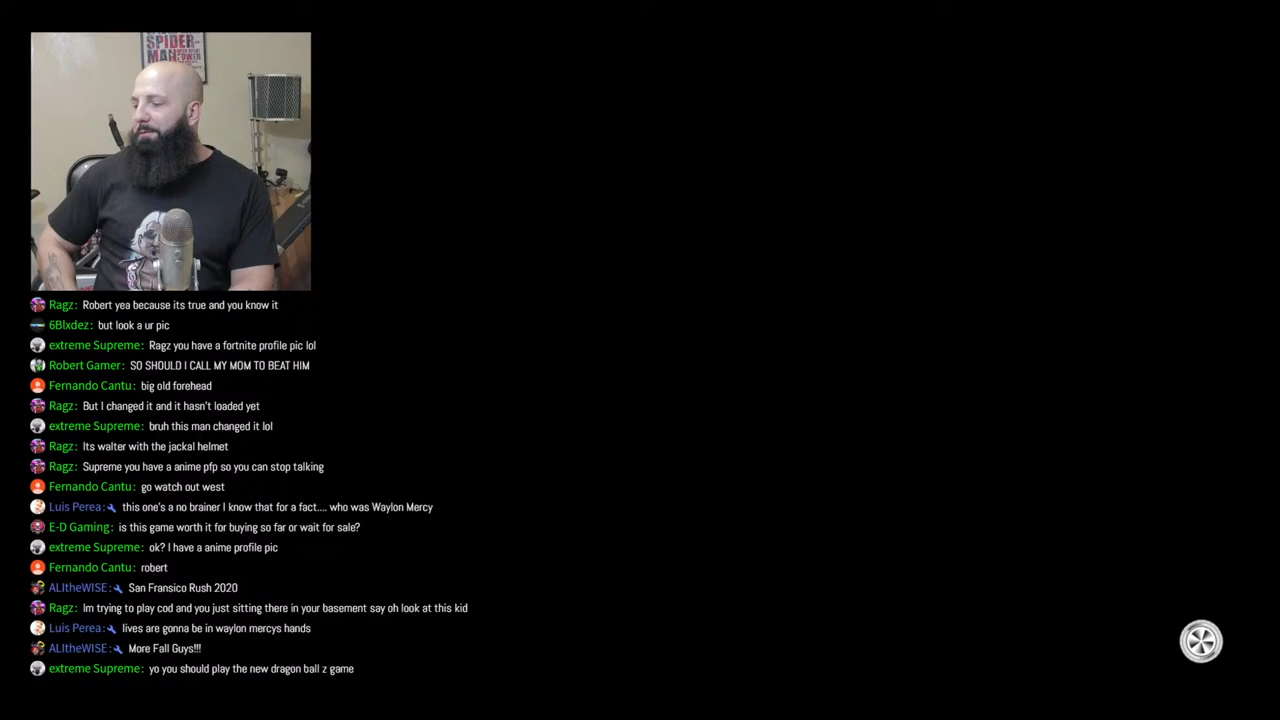 SPIDER-
MAN
POWER
Ragz: Robert yea because its true and you know it
6Blxdez: but look a ur pic
extreme Supreme: Ragz you have a fortnite profile pic lol
Robert Gamer: SO SHOULD I CALL MY MOM TO BEAT HIM
Fernando Cantu: big old forehead
Ragz: But I changed it and it hasn't loaded yet
extreme Supreme: bruh this man changed it lol
Ragz: Its walter with the jackal helmet
Ragz: Supreme you have a anime pfp so you can stop talking
Fernando Cantu: go watch out west
Luis Perea: this one's a no brainer I know that for a fact.... who was Waylon Mercy
E-D Gaming: is this game worth it for buying so far or wait for sale?
extreme Supreme: ok? I have a anime profile pic
Fernando Cantu: robert
ALItheWISE: San Fransico Rush 2020
Ragz: Im trying to play cod and you just sitting there in your basement say oh look at this kid
Luis Perea: lives are gonna be in waylon mercys hands
ALItheWISE: More Fall Guys!!!
extreme Supreme: yo you should play the new dragon ball z game